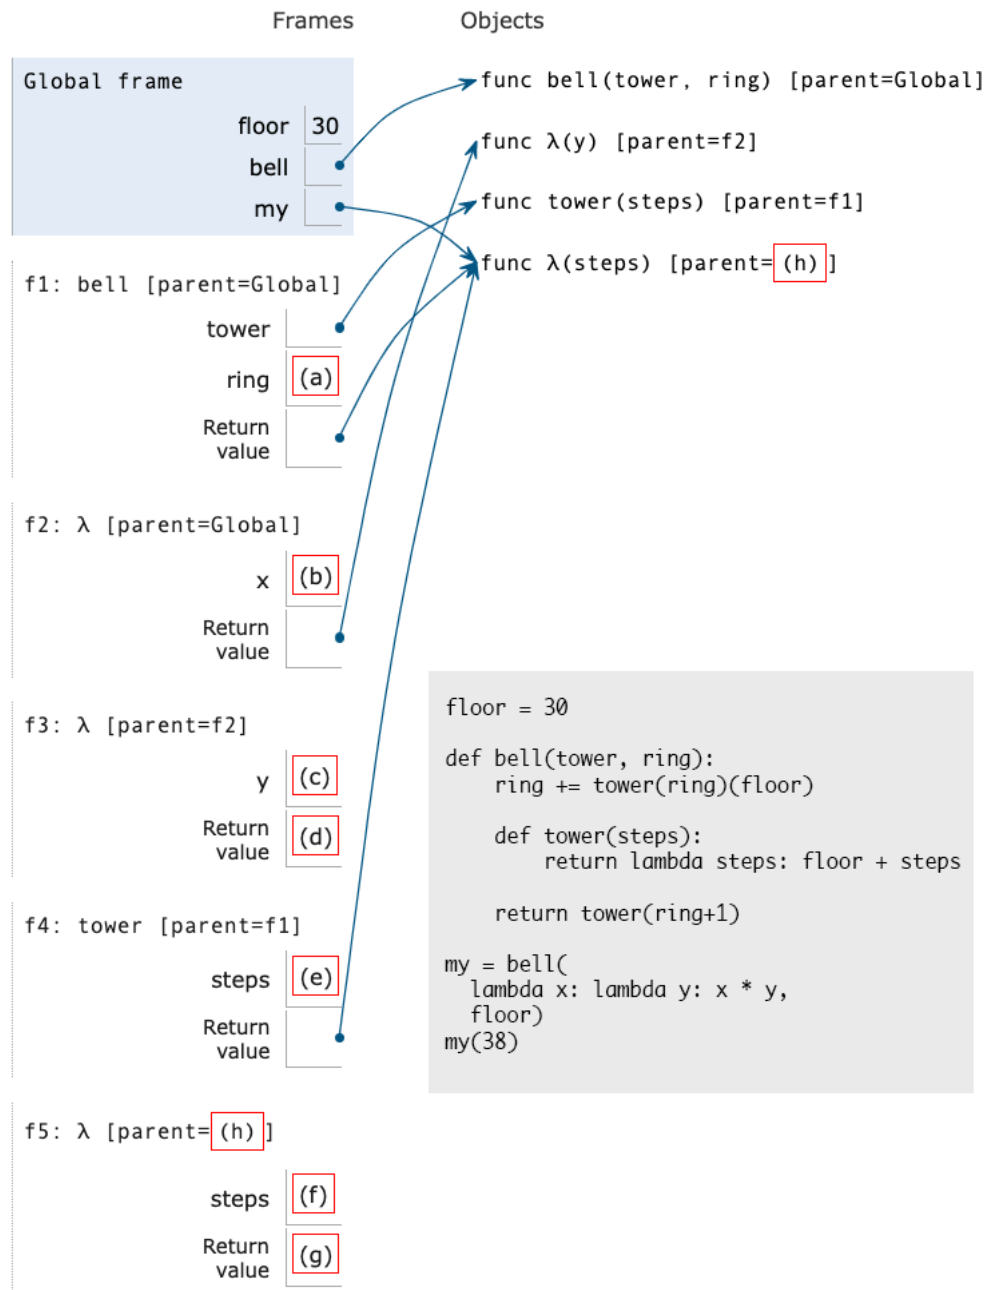 Frames Objects
Global frame
floor 30
bell
my
func bell(tower, ring) [parent=Global]
func λ(y) [parent=f2]
func tower(steps) [parent=f1]
func λ(steps) [parent= (h) ]
f1: bell [parent=Global]
tower
ring (a)
Return
value
f2: λ [parent=Global]
x (b)
Return
value
f3: λ [parent=f2]
y (c)
Return
value (d)
f4: tower [parent=f1]
steps (e)
Return
value
f5: λ [parent= (h) ]
steps (f)
Return
value (g)
floor = 30
def bell(tower, ring):
    ring += tower(ring)(floor)
    def tower(steps):
        return lambda steps: floor + steps
    return tower(ring+1)
my = bell(
  lambda x: lambda y: x * y,
  floor)
my(38)